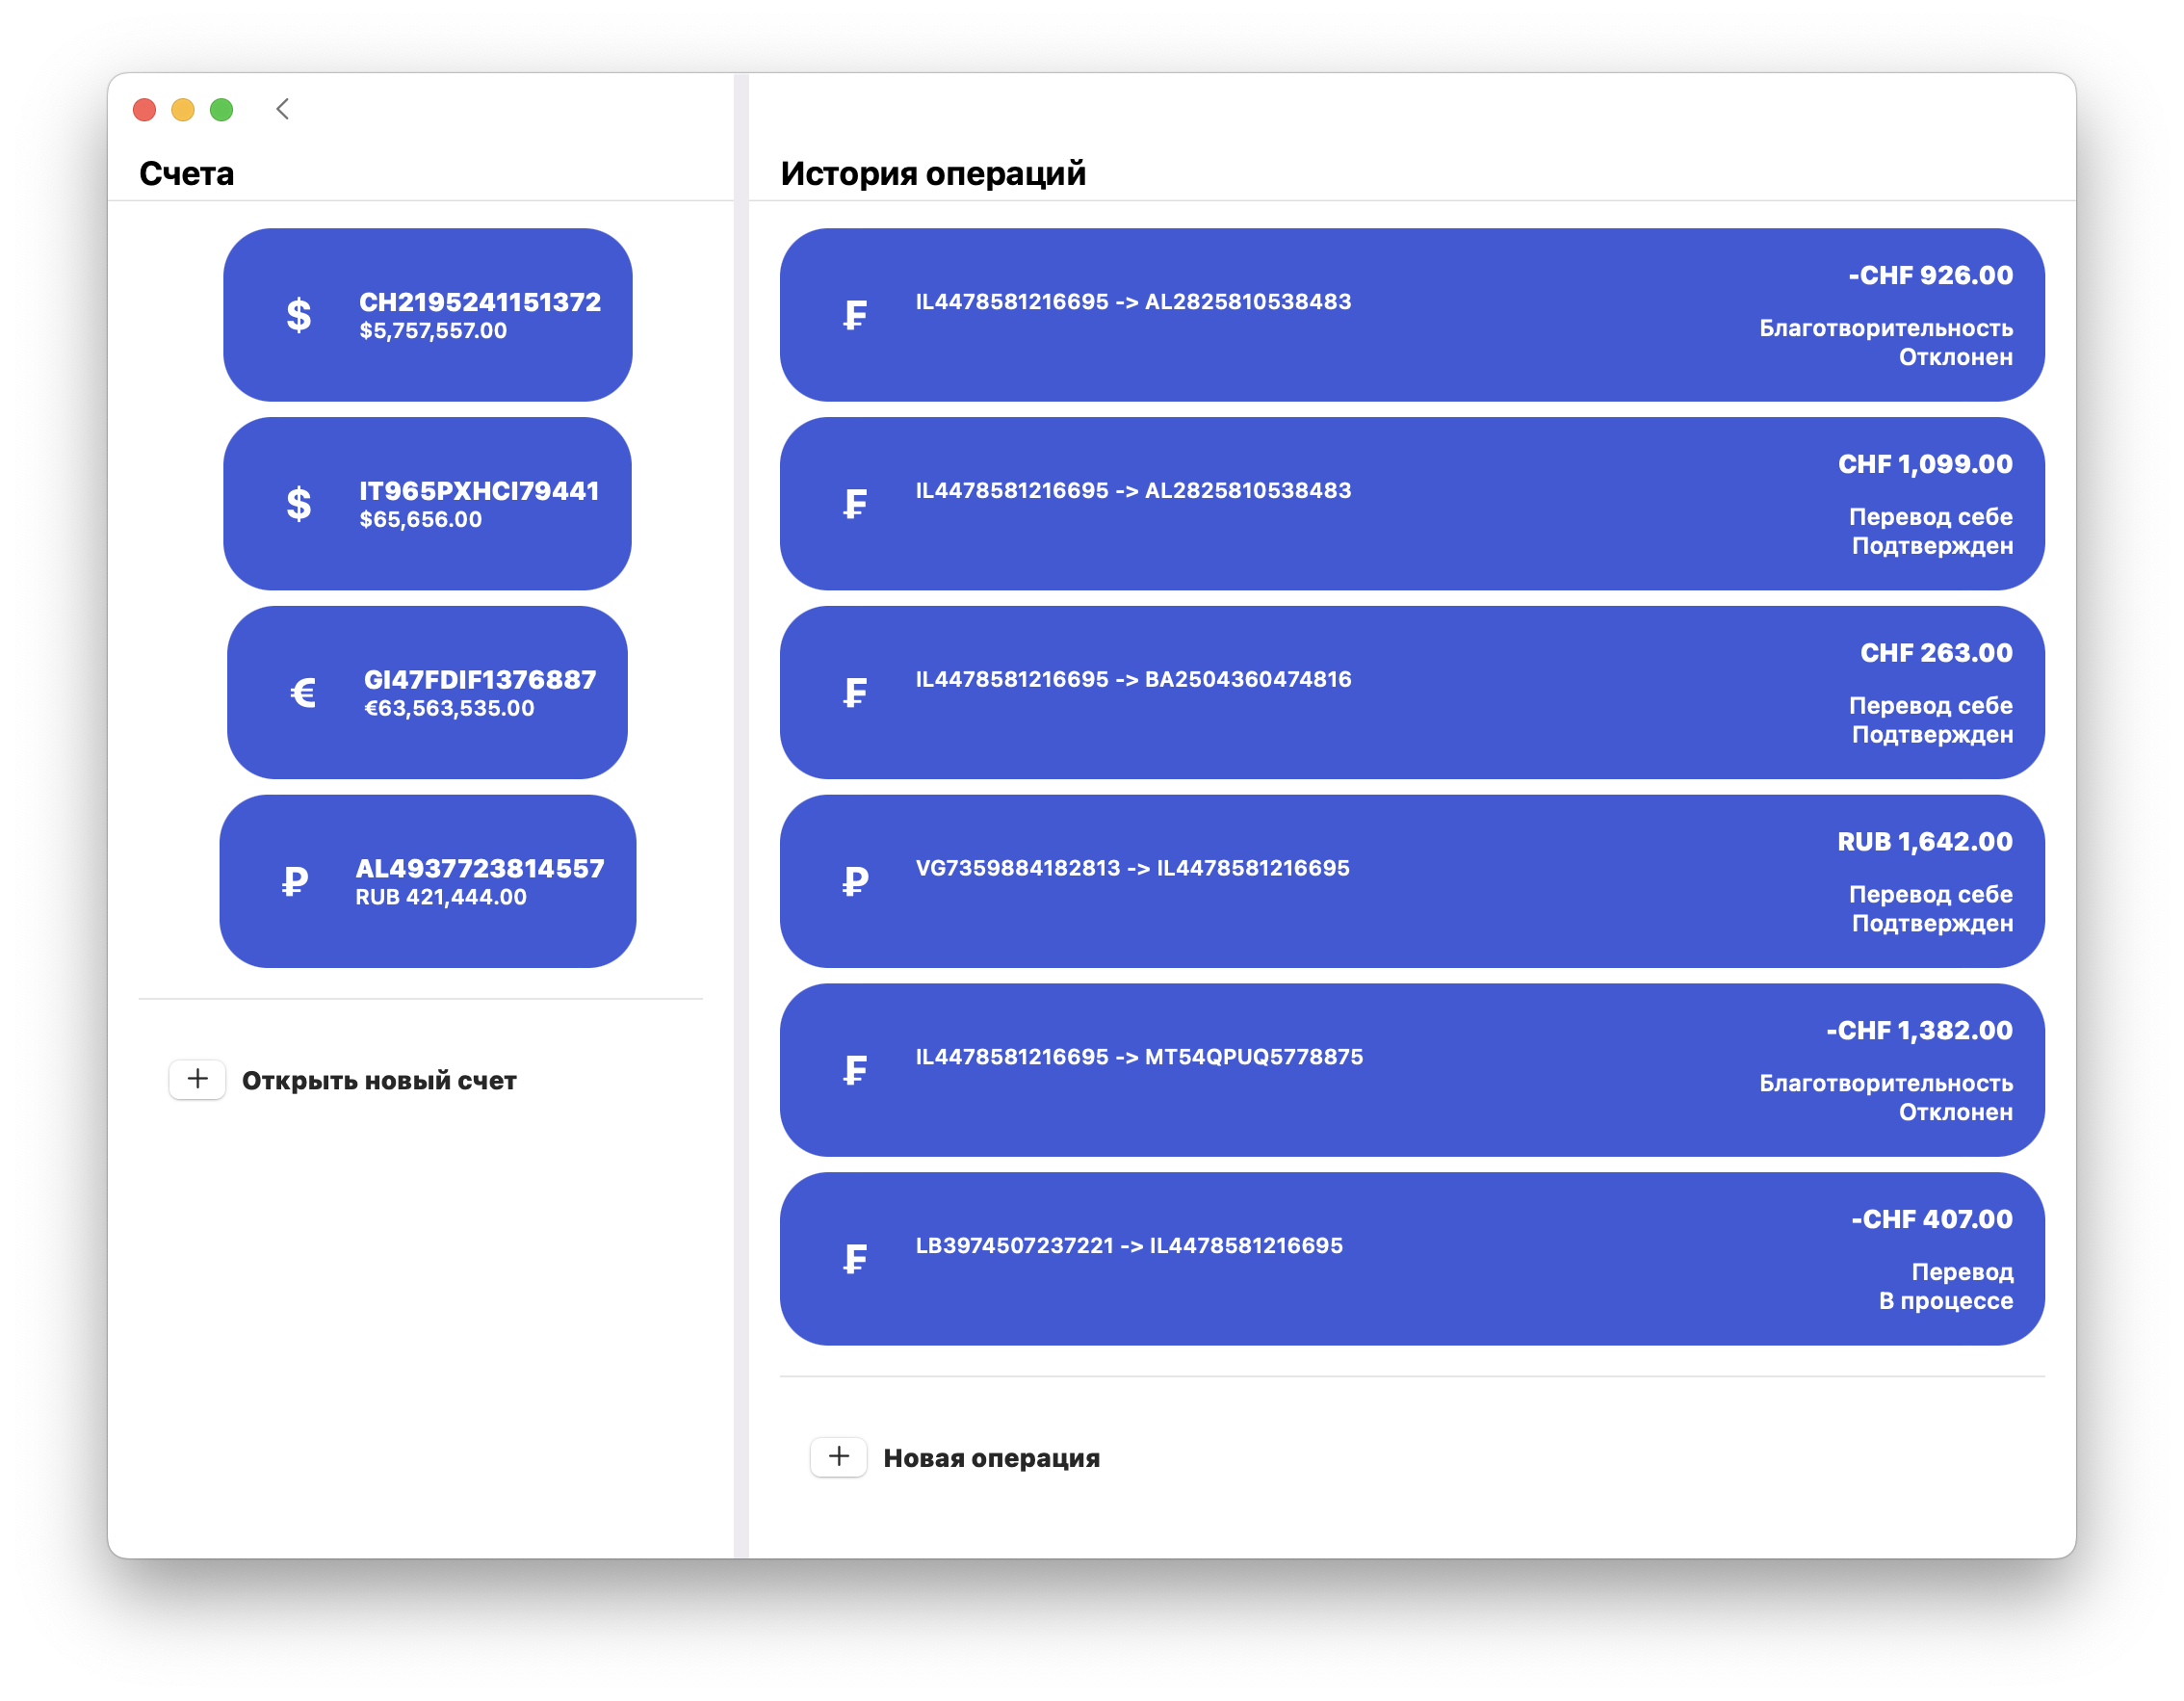 Счета
$
CH2195241151372
$5,757,557.00
$
IT965PXHCI79441
$65,656.00
€
GI47FDIF1376887
€63,563,535.00
₽
AL4937723814557
RUB 421,444.00
Открыть новый счет
История операций
₣
IL4478581216695 -> AL2825810538483
-CHF 926.00
Благотворительность
Отклонен
₣
IL4478581216695 -> AL2825810538483
CHF 1,099.00
Перевод себе
Подтвержден
₣
IL4478581216695 -> BA2504360474816
CHF 263.00
Перевод себе
Подтвержден
₽
VG7359884182813 -> IL4478581216695
RUB 1,642.00
Перевод себе
Подтвержден
₣
IL4478581216695 -> MT54QPUQ5778875
-CHF 1,382.00
Благотворительность
Отклонен
₣
LB3974507237221 -> IL4478581216695
-CHF 407.00
Перевод
В процессе
Новая операция